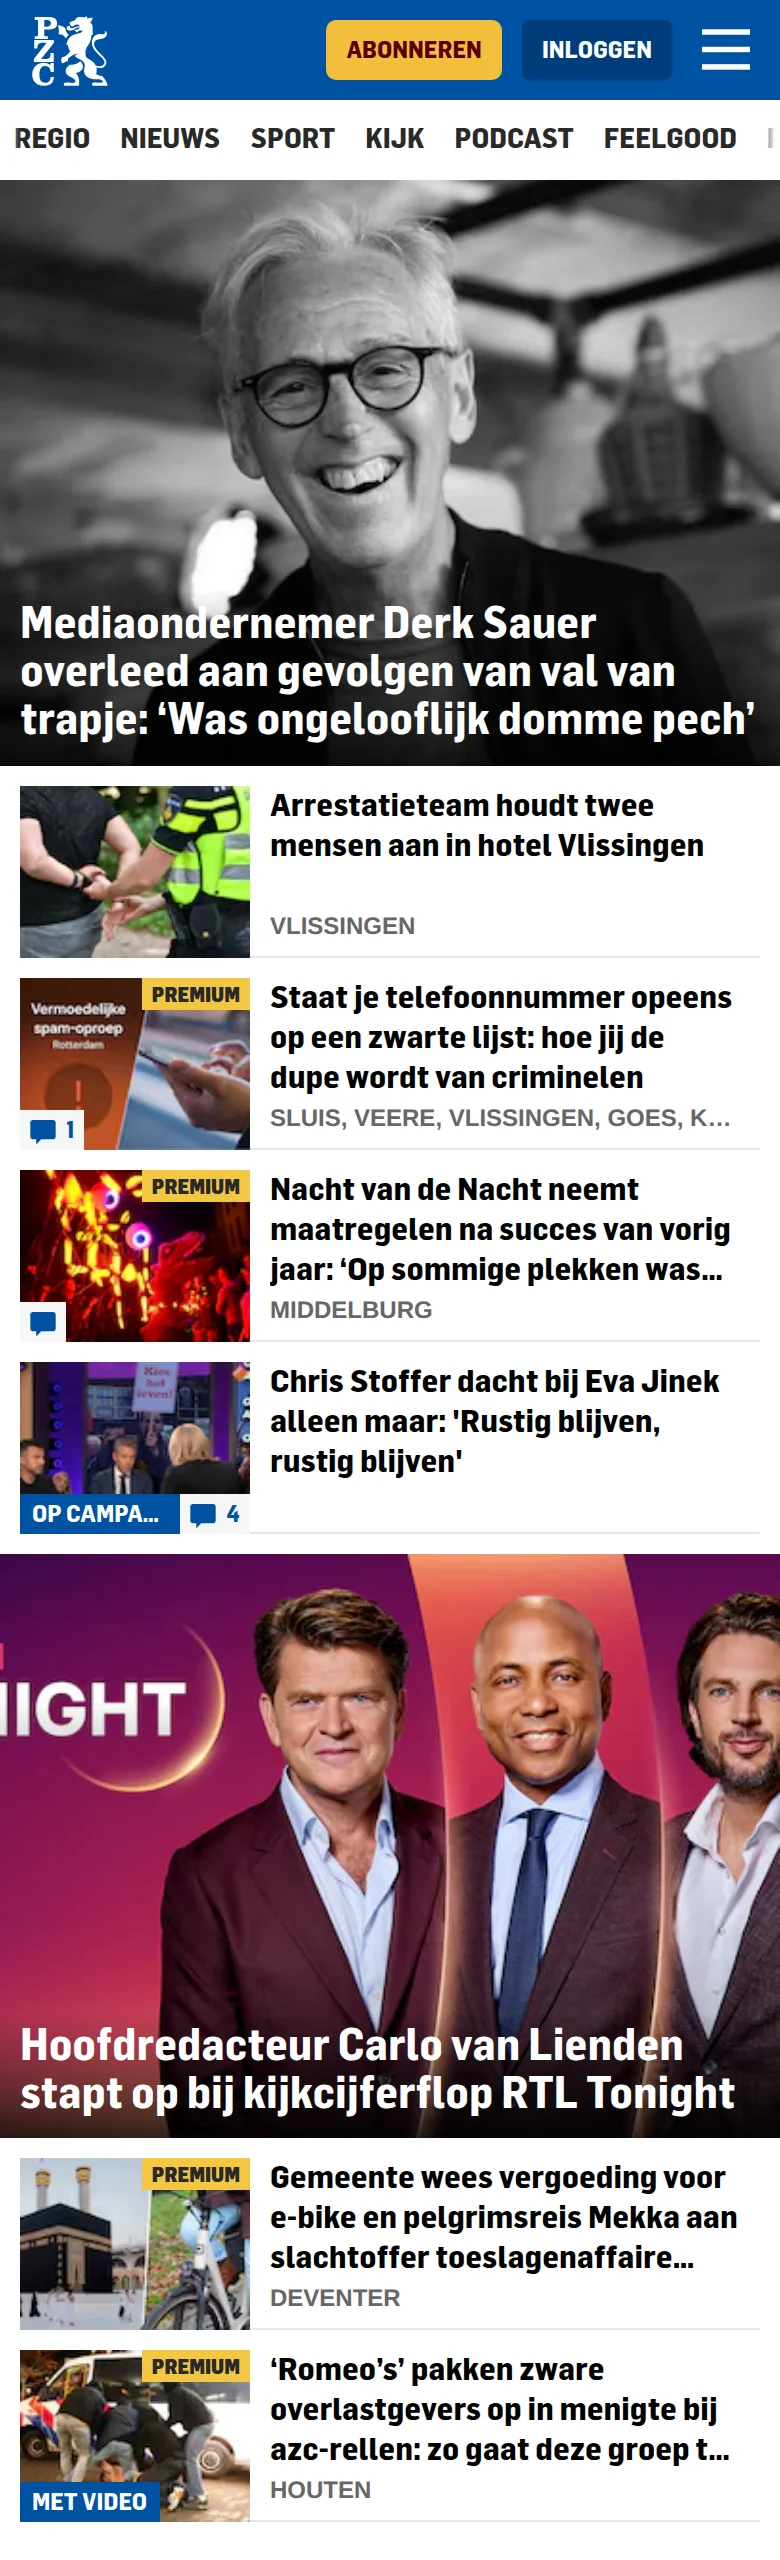 P
Z
C
ABONNEREN
INLOGGEN
REGIO NIEUWS SPORT KIJK PODCAST FEELGOOD
Mediaondernemer Derk Sauer
overleed aan gevolgen van val van
trapje: ‘Was ongelooflijk domme pech’
Arrestatieteam houdt twee
mensen aan in hotel Vlissingen
VLISSINGEN
PREMIUM
Vermoedelijke
spam-oproep
Rotterdam
1
Staat je telefoonnummer opeens
op een zwarte lijst: hoe jij de
dupe wordt van criminelen
SLUIS, VEERE, VLISSINGEN, GOES, K...
PREMIUM
Nacht van de Nacht neemt
maatregelen na succes van vorig
jaar: ‘Op sommige plekken was...
MIDDELBURG
Kies
het
leven!
OP CAMPA...
4
Chris Stoffer dacht bij Eva Jinek
alleen maar: 'Rustig blijven,
rustig blijven'
IGHT
Hoofdredacteur Carlo van Lienden
stapt op bij kijkcijferflop RTL Tonight
PREMIUM
Gemeente wees vergoeding voor
e-bike en pelgrimsreis Mekka aan
slachtoffer toeslagenaffaire...
DEVENTER
PREMIUM
MET VIDEO
‘Romeo’s’ pakken zware
overlastgevers op in menigte bij
azc-rellen: zo gaat deze groep t...
HOUTEN